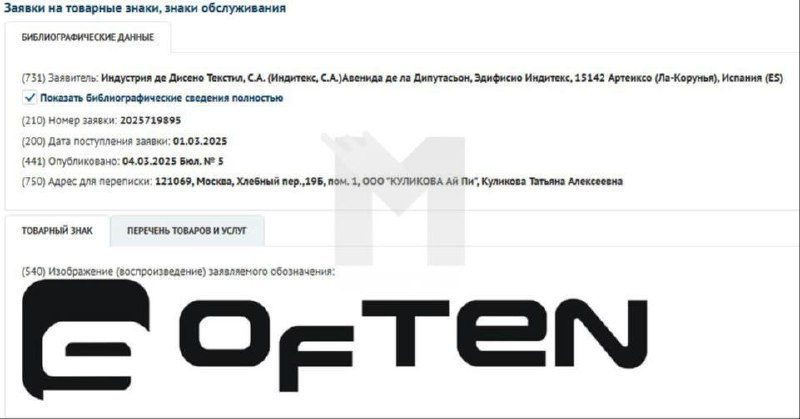 Заявки на товарные знаки, знаки обслуживания
БИБЛИОГРАФИЧЕСКИЕ ДАННЫЕ
(731) Заявитель: Индустрия де Дисено Текстил, С.А. (Индитекс, С.А.)Авенида де ла Дипутасьон, Эдифисио Индитекс, 15142 Артеиксо (Ла-Корунья), Испания (ES)
Показать библиографические сведения полностью
(210) Номер заявки: 2025719895
(200) Дата поступления заявки: 01.03.2025
(441) Опубликовано: 04.03.2025 Бюл. № 5
(750) Адрес для переписки: 121069, Москва, Хлебный пер.,19Б, пом. 1, ООО "КУЛИКОВА Ай Пи", Куликова Татьяна Алексеевна
М
ТОВАРНЫЙ ЗНАК ПЕРЕЧЕНЬ ТОВАРОВ И УСЛУГ
(540) Изображение (воспроизведение) заявляемого обозначения:
OFTEN